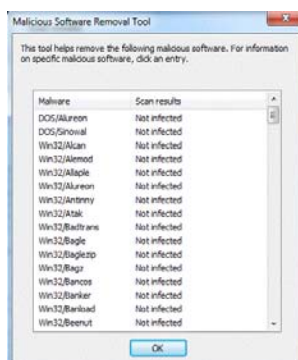 Malicious Software Removal Tool
This tool helps remove the following malicious software. For information
on specific malicious software, click an entry.
Malware Scan results
DOS/Alureon Not infected
DOS/Sinowal Not infected
Win32/Alcan Not infected
Win32/Alemod Not infected
Win32/Allaple Not infected
Win32/Alureon Not infected
Win32/Antinny Not infected
Win32/Atak Not infected
Win32/Badtrans Not infected
Win32/Bagle Not infected
Win32/Baglezip Not infected
Win32/Bagz Not infected
Win32/Bancos Not infected
Win32/Banker Not infected
Win32/Banload Not infected
Win32/Beenut Not infected
OK